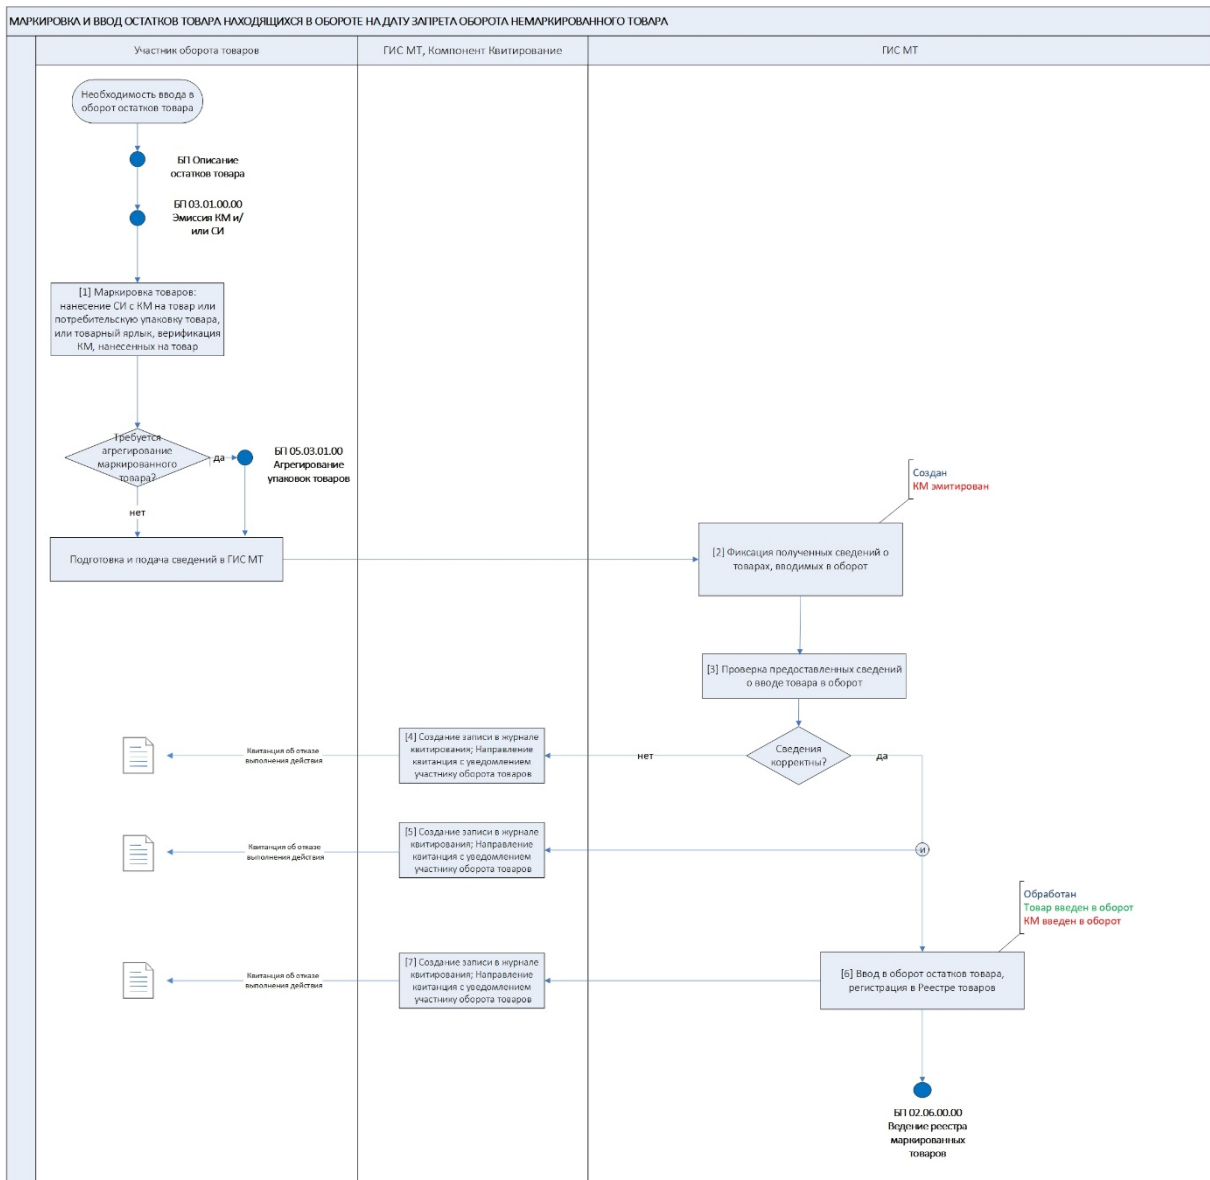 МАРКИРОВКА И ВВОД ОСТАТКОВ ТОВАРА НАХОДЯЩИХСЯ В ОБОРОТЕ НА ДАТУ ЗАПРЕТА ОБОРОТА НЕМАРКИРОВАННОГО ТОВАРА
Участник оборота товаров
ГИС МТ, Компонент Квитирование
ГИС МТ
Необходимость ввода в
оборот остатков товара
БП Описание
остатков товара
БП 03.01.00.00
Эмиссия КМ и/
или СИ
[1] Маркировка товаров:
нанесение СИ с КМ на товар или
потребительскую упаковку товара,
или товарный ярлык, верификация
КМ, нанесенных на товар
Требуется
агрегирование
маркированного
товара?
да
БП 05.03.01.00
Агрегирование
упаковок товаров
нет
Подготовка и подача сведений в ГИС МТ
Создан
КМ эмитирован
[2] Фиксация полученных сведений о
товарах, вводимых в оборот
[3] Проверка предоставленных сведений
о вводе товара в оборот
Сведения
корректны?
нет
да
[4] Создание записи в журнале
квитирования; Направление
квитанция с уведомлением
участнику оборота товаров
Квитанция об отказе
выполнения действия
и
[5] Создание записи в журнале
квитирования; Направление
квитанция с уведомлением
участнику оборота товаров
Квитанция об отказе
выполнения действия
Обработан
Товар введен в оборот
КМ введен в оборот
[6] Ввод в оборот остатков товара,
регистрация в Реестре товаров
[7] Создание записи в журнале
квитирования; Направление
квитанция с уведомлением
участнику оборота товаров
Квитанция об отказе
выполнения действия
БП 02.06.00.00
Ведение реестра
маркированных
товаров